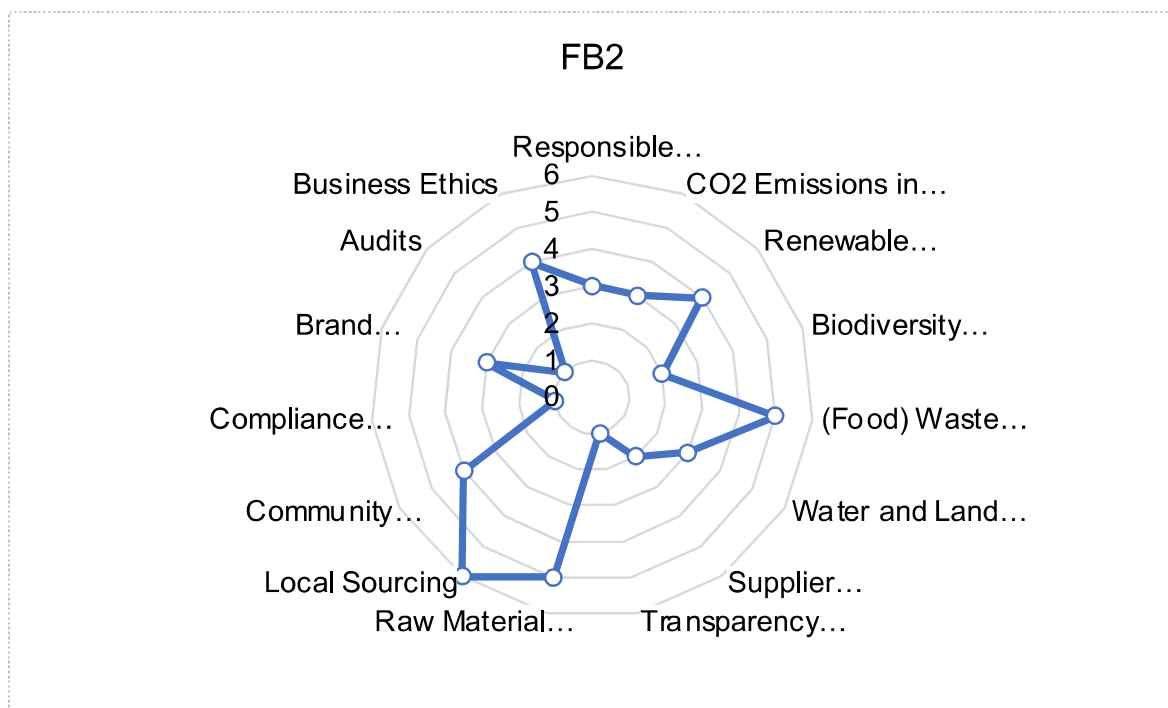 FB2
Responsible…
Business Ethics
6
CO2 Emissions in…
5
Audits
Renewable…
4
3
Brand…
2
Biodiversity…
1
0
Compliance…
(Food) Waste…
Community…
Water and Land…
Local Sourcing
Supplier…
Raw Material…
Transparency…